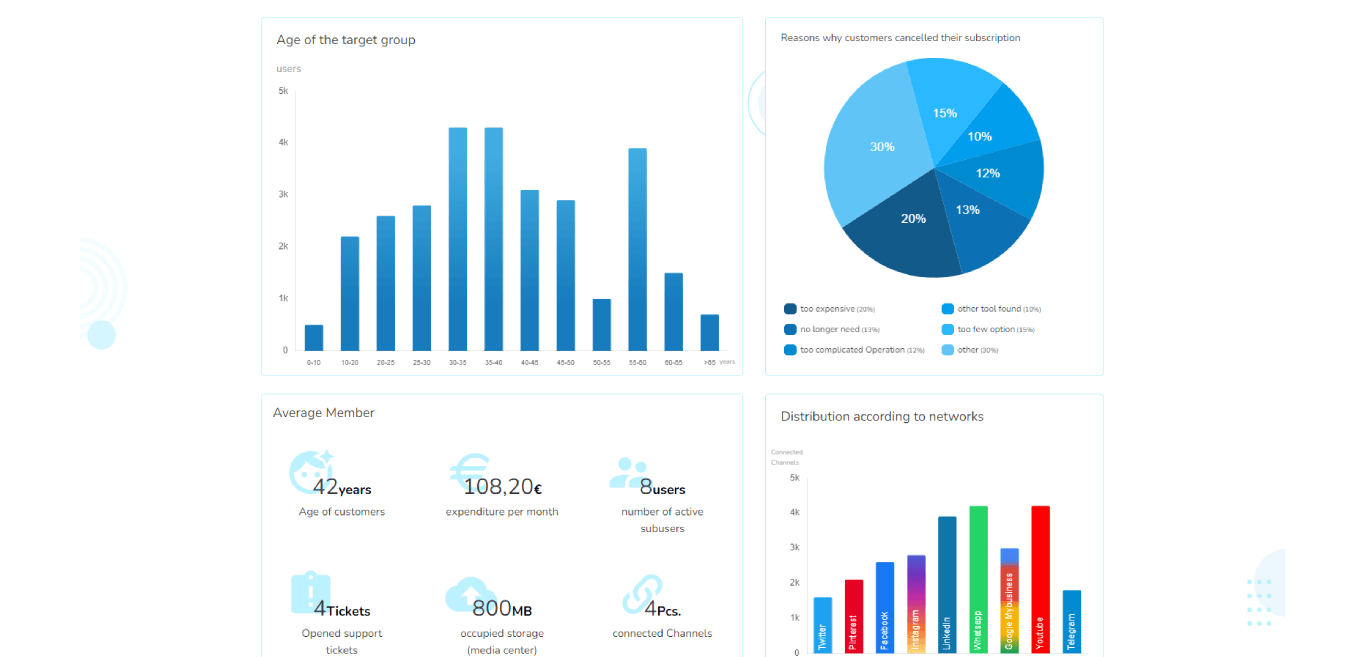 Age of the target group
users
5k
4k
3k
2k
1k
0
0-10 10-20 20-25 25-30 30-35 35-40 40-45 45-50 50-55 55-60 60-65 >65 years
Reasons why customers cancelled their subscription
15%
10%
30%
12%
13%
20%
too expensive (20%) other tool found (10%)
no longer need (13%) too few option (15%)
too complicated Operation (12%) other (30%)
Average Member
42years
Age of customers
108,20€
expenditure per month
8users
number of active
subusers
4Tickets
Opened support
tickets
800MB
occupied storage
(media center)
4Pcs.
connected Channels
Distribution according to networks
Connected
Channels
5k
4k
3k
2k
1k
0
Twitter
Pinterest
Facebook
Instagram
LinkedIn
Whatsapp
Google Mybusiness
Youtube
Telegram